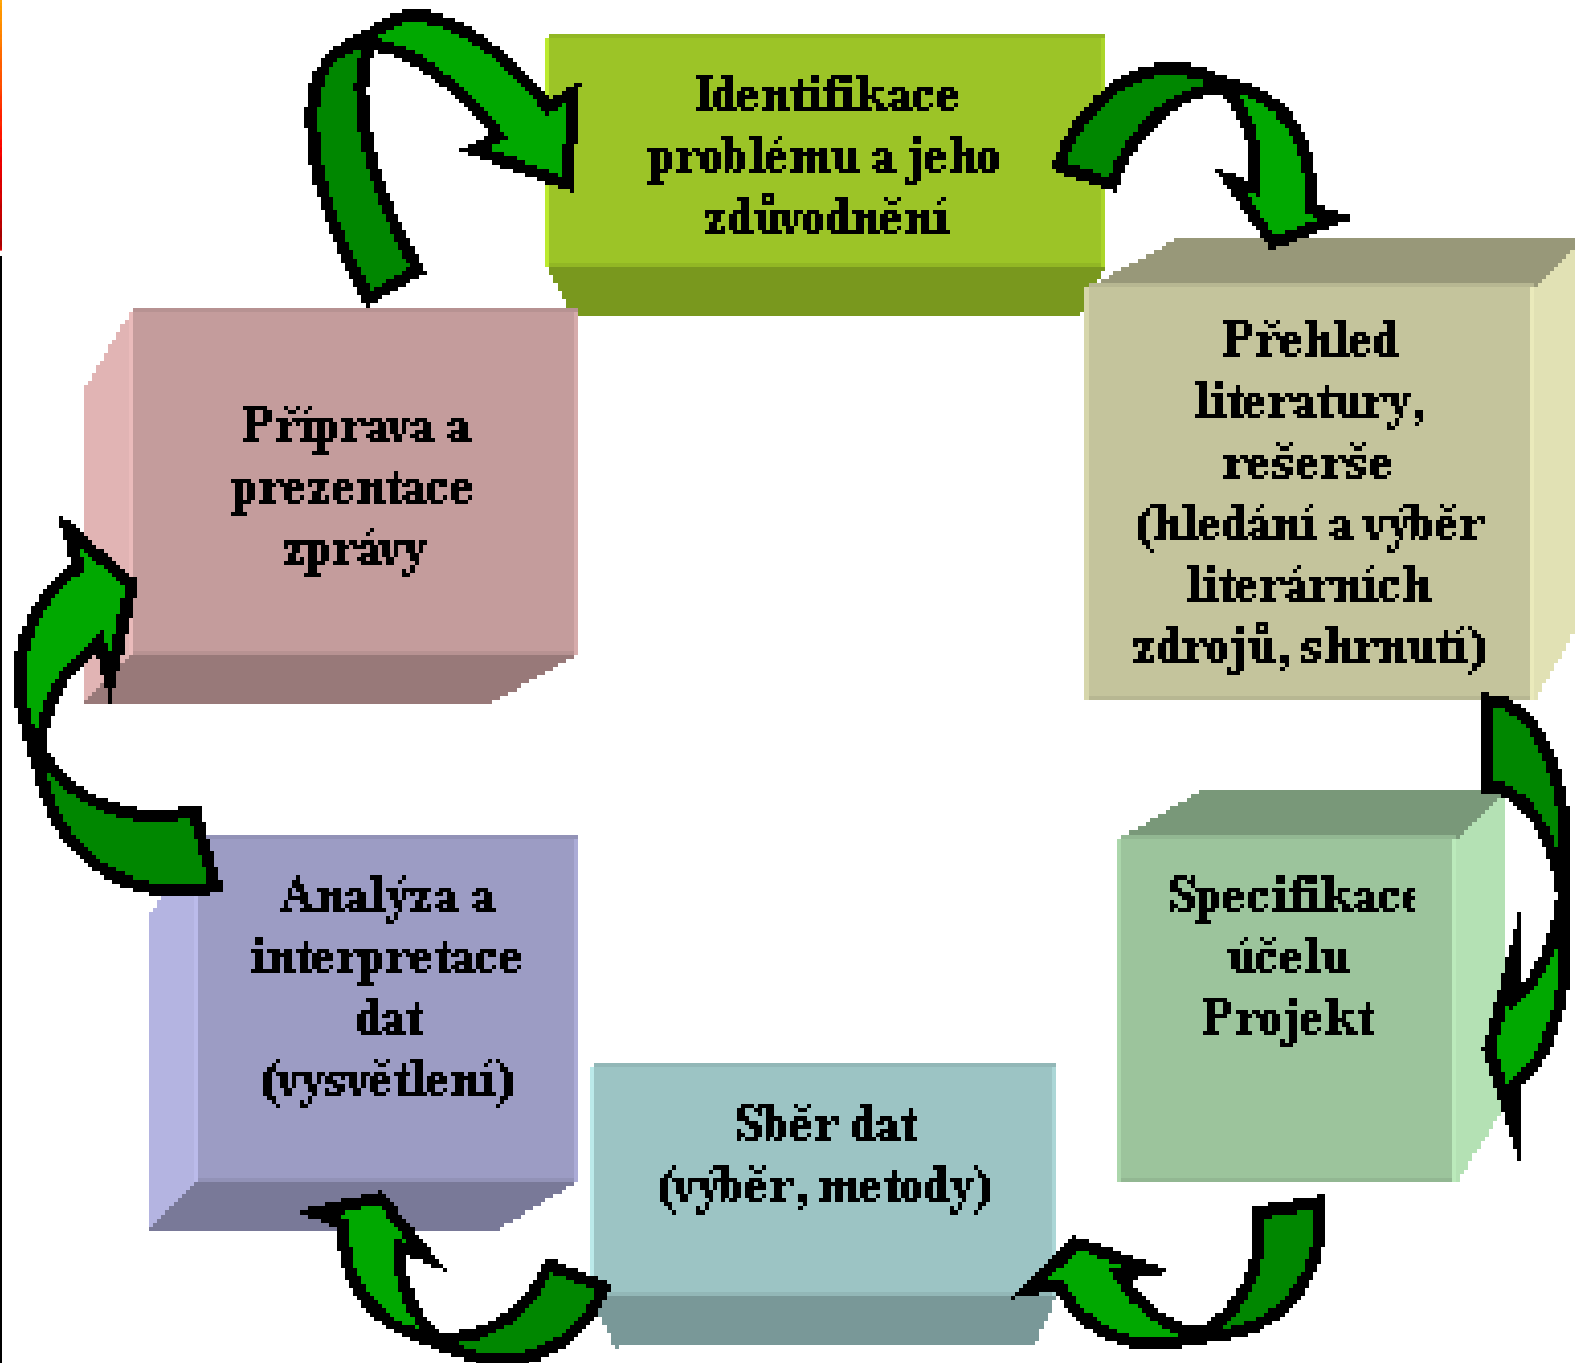 Identifikace
problému a jeho
zdůvodnění
Přehled
literatury,
rešerše
(hledání a výběr
literárních
zdrojů, shrnutí)
Specifikace
účelu
Projekt
Sběr dat
(výběr, metody)
Analýza a
interpretace
dat
(vysvětlení)
Příprava a
prezentace
zprávy